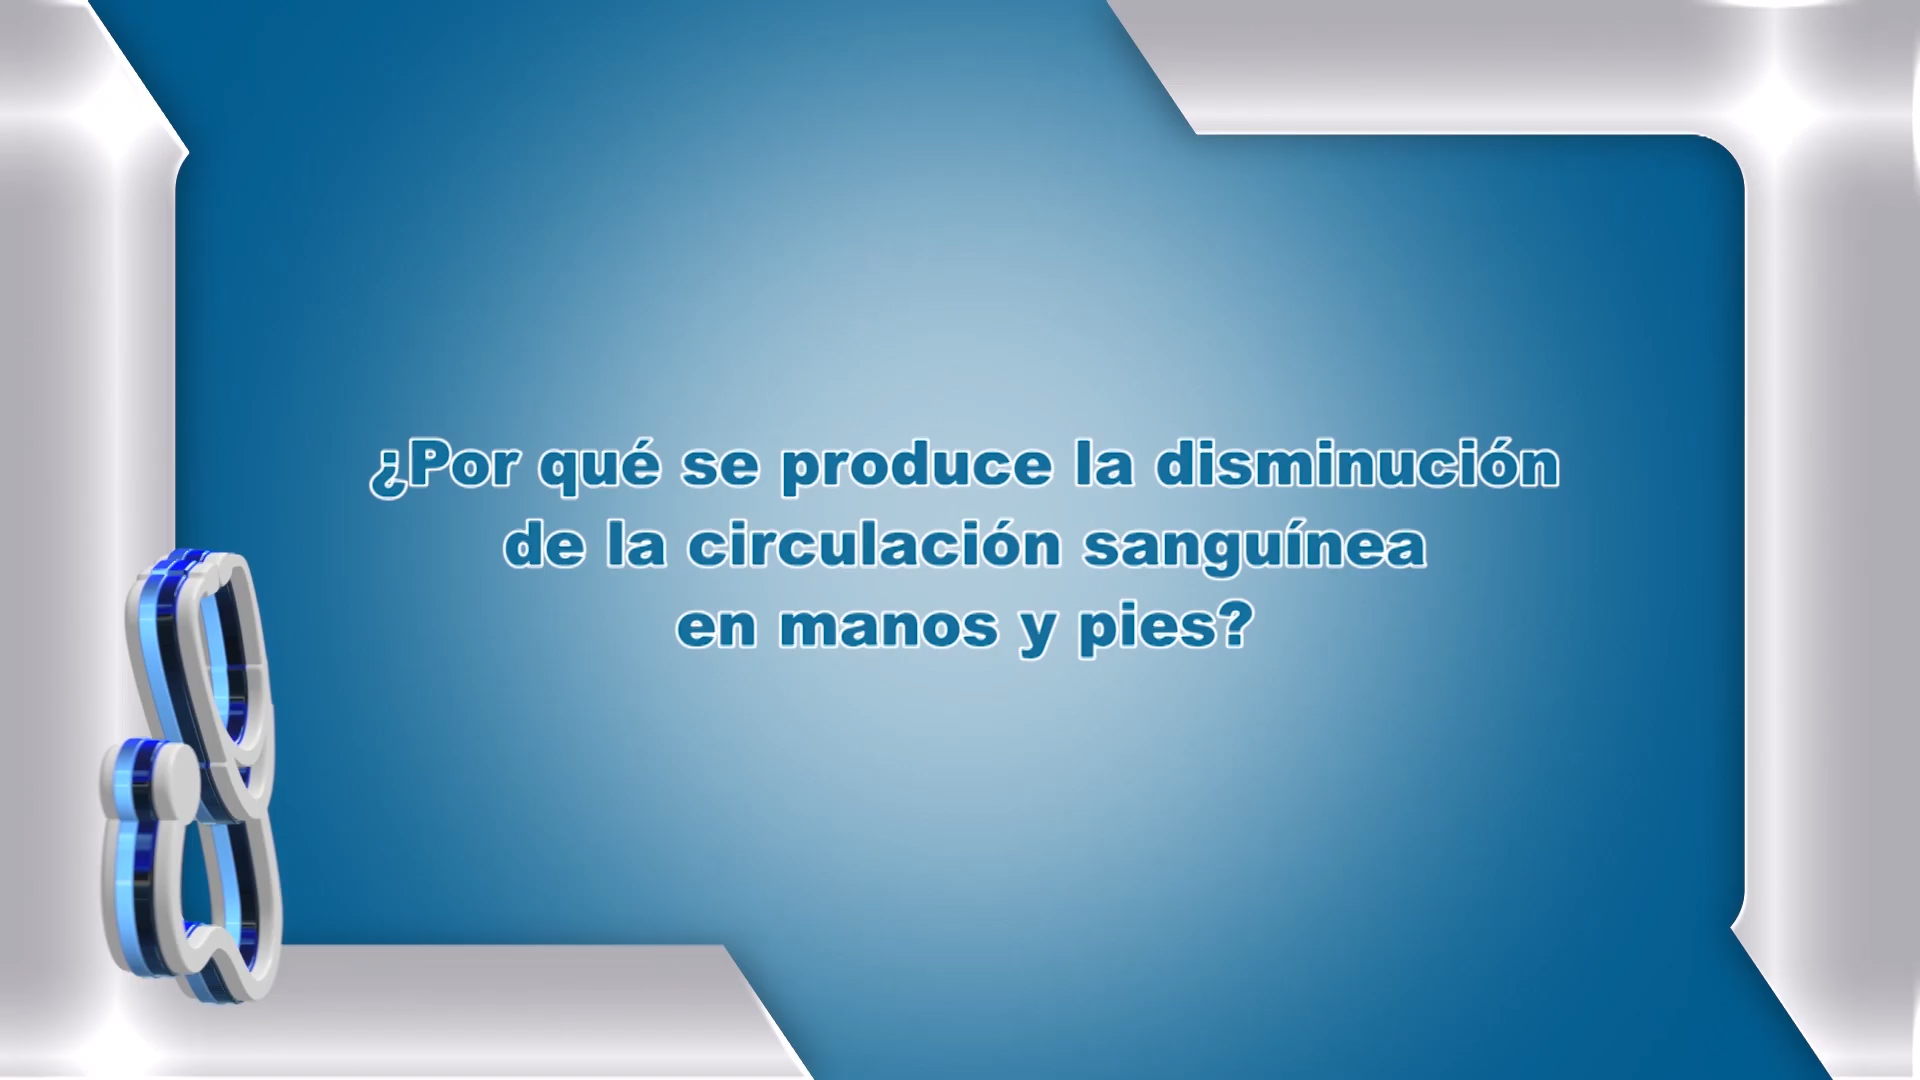 ¿Por qué se produce la disminución
de la circulación sanguínea
en manos y pies?